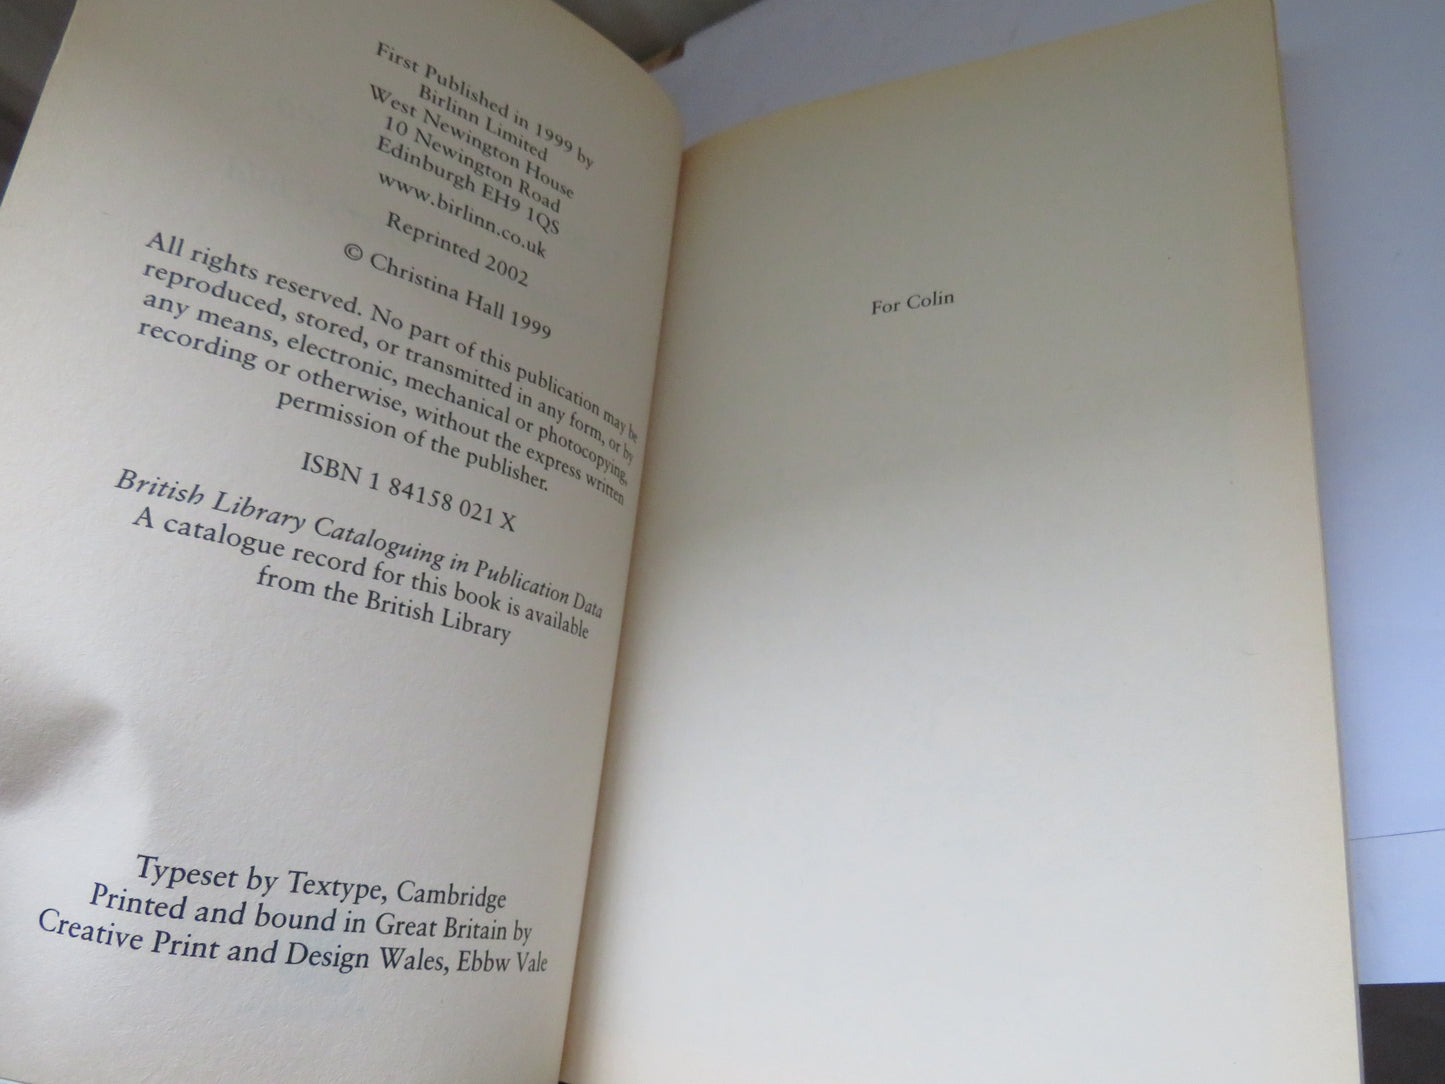 First Published in 1999 by
Birlinn Limited
West Newington House
10 Newington Road
Edinburgh EH9 1QS
www.birlinn.co.uk
Reprinted 2002
© Christina Hall 1999
All rights reserved. No part of this publication may be
reproduced, stored, or transmitted in any form, or by
any means, electronic, mechanical or photocopying,
recording or otherwise, without the express written
permission of the publisher.
ISBN 1 84158 021 X
British Library Cataloguing in Publication Data
A catalogue record for this book is available
from the British Library
Typeset by Textype, Cambridge
Printed and bound in Great Britain by
Creative Print and Design Wales, Ebbw Vale
For Colin